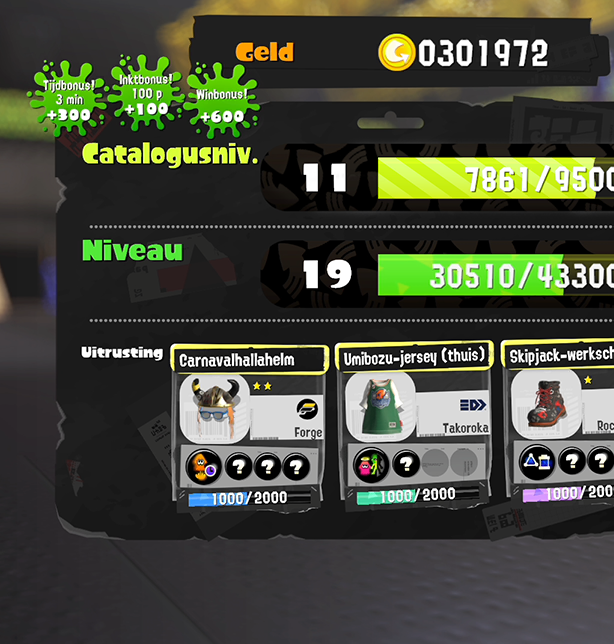 Geld
0301972
Tijdbonus!
3 min
+300
Inktbonus!
100 p
+100
Winbonus!
+600
Catalogusniv.
11
7861/9500
Niveau
19
30510/43300
Uitrusting
Carnavalhallahelm
Forge
? ? ?
1000/2000
Umibozu-jersey (thuis)
Takoroka
?
1000/2000
Skipjack-werksch
Roc
? ?
1000/200